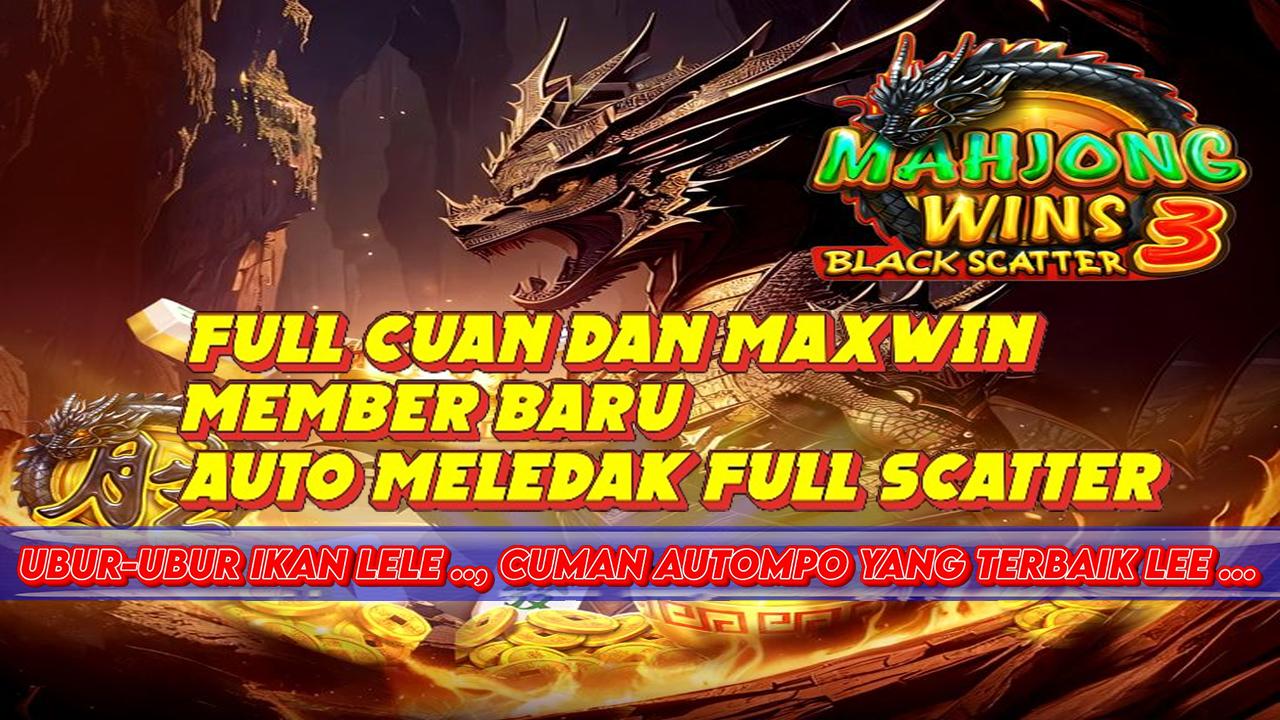 MAHJONG
WINS 3
BLACK SCATTER
FULL CUAN DAN MAXWIN
MEMBER BARU
AUTO MELEDAK FULL SCATTER
UBUR-UBUR IKAN LELE .., CUMAN AUTOMPO YANG TERBAIK LEE ...